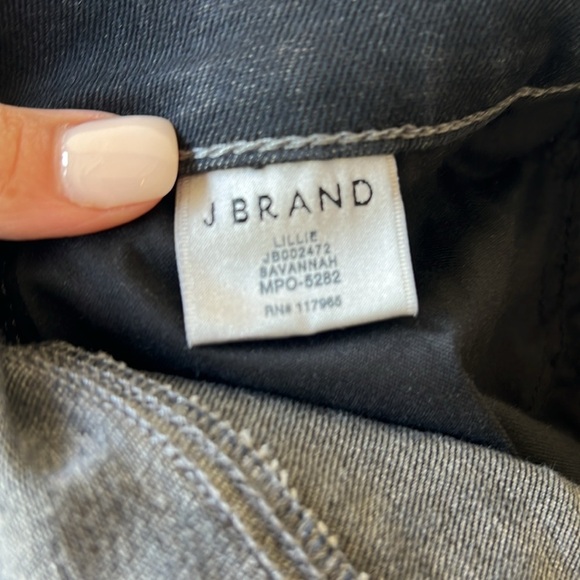 J BRAND
LILLIE
JB002472
SAVANNAH
MPO-5282
RN# 117965